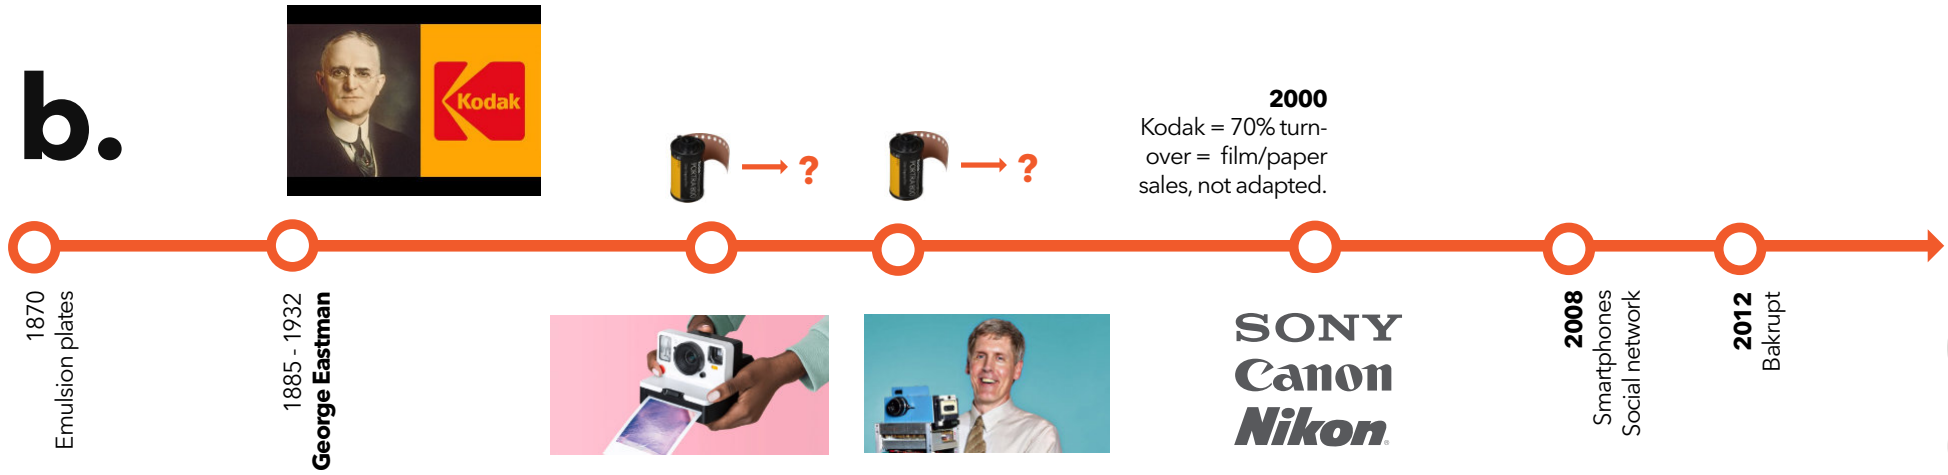 b.
Kodak
?
?
2000
Kodak = 70% turn-
over = film/paper
sales, not adapted.
1870
Emulsion plates
1885 - 1932
George Eastman
SONY
Canon
Nikon
2008
Smartphones
Social network
2012
Bakrupt